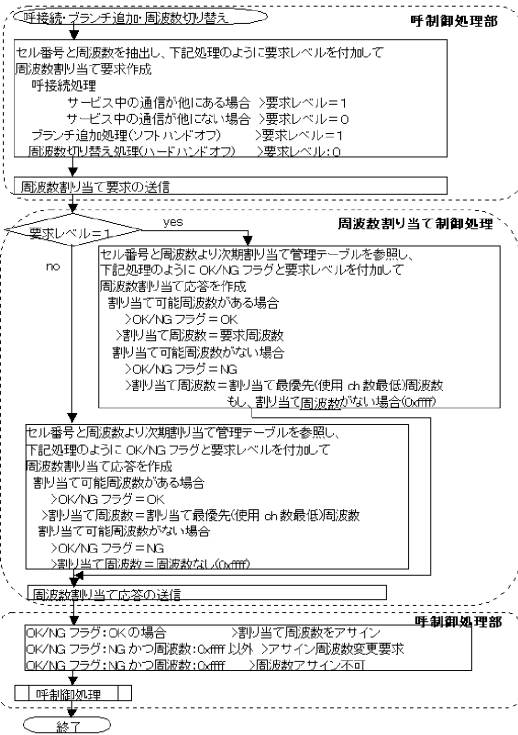 呼接続・ブランチ追加・周波数切り替え
呼制御処理部
セル番号と周波数を抽出し、下記処理のように要求レベルを付加して
周波数割り当て要求作成
呼接続処理
サービス中の通信が他にある場合 >要求レベル=1
サービス中の通信が他にない場合 >要求レベル=0
ブランチ追加処理(ソフトハンドオフ) >要求レベル=1
周波数切り替え処理(ハードハンドオフ) >要求レベル:0
周波数割り当て要求の送信
周波数割り当て制御処理
要求レベル=1
yes
no
セル番号と周波数より次期割り当て管理テーブルを参照し、
下記処理のように OK/NG フラグと要求レベルを付加して
周波数割り当て応答を作成
割り当て可能周波数がある場合
>OK/NG フラグ=OK
>割り当て周波数=要求周波数
割り当て可能周波数がない場合
>OK/NG フラグ=NG
>割り当て周波数=割り当て最優先(使用 ch 数最低)周波数
もし、割り当て周波数がない場合(0xffff)
セル番号と周波数より次期割り当て管理テーブルを参照し、
下記処理のように OK/NG フラグと要求レベルを付加して
周波数割り当て応答を作成
割り当て可能周波数がある場合
>OK/NG フラグ=OK
>割り当て周波数=割り当て最優先(使用 ch 数最低)周波数
割り当て可能周波数がない場合
>OK/NG フラグ=NG
>割り当て周波数=周波数なし(0xffff)
周波数割り当て応答の送信
呼制御処理部
OK/NG フラグ:OK の場合 >割り当て周波数をアサイン
OK/NG フラグ:NG かつ周波数:0xffff 以外 >アサイン周波数変更要求
OK/NG フラグ:NG かつ周波数:0xffff >周波数アサイン不可
呼制御処理
終了